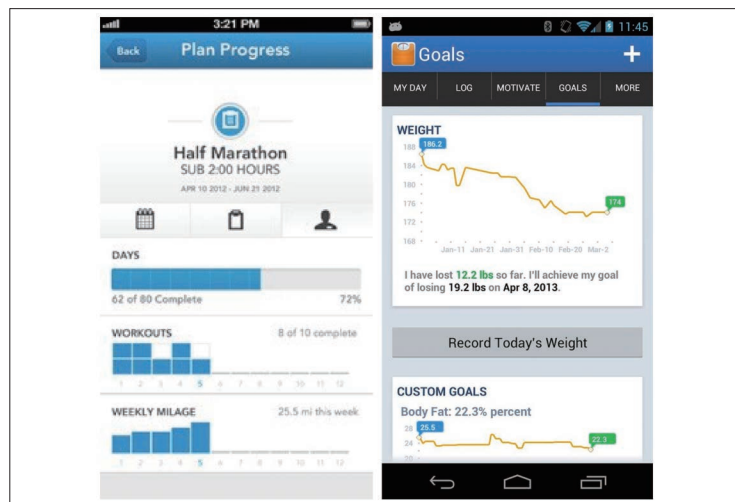 3:21 PM
Back
Plan Progress
Half Marathon
SUB 2:00 HOURS
APR 10 2012 - JUN 21 2012
DAYS
62 of 80 Complete
72%
WORKOUTS
8 of 10 complete
1 2 3 4 5 6 7 8 9 10 11 12
WEEKLY MILAGE
25.5 mi this week
1 2 3 4 5 6 7 8 9 10 11 12
11:45
Goals
MY DAY LOG MOTIVATE GOALS MORE
WEIGHT
186.2
188
184
180
176
174
172
168
Jan-11 Jan-21 Jan-31 Feb-10 Feb-20 Mar-2
I have lost 12.2 lbs so far. I'll achieve my goal
of losing 19.2 lbs on Apr 8, 2013.
Record Today's Weight
CUSTOM GOALS
Body Fat: 22.3% percent
28
25.5
24
22.3
20